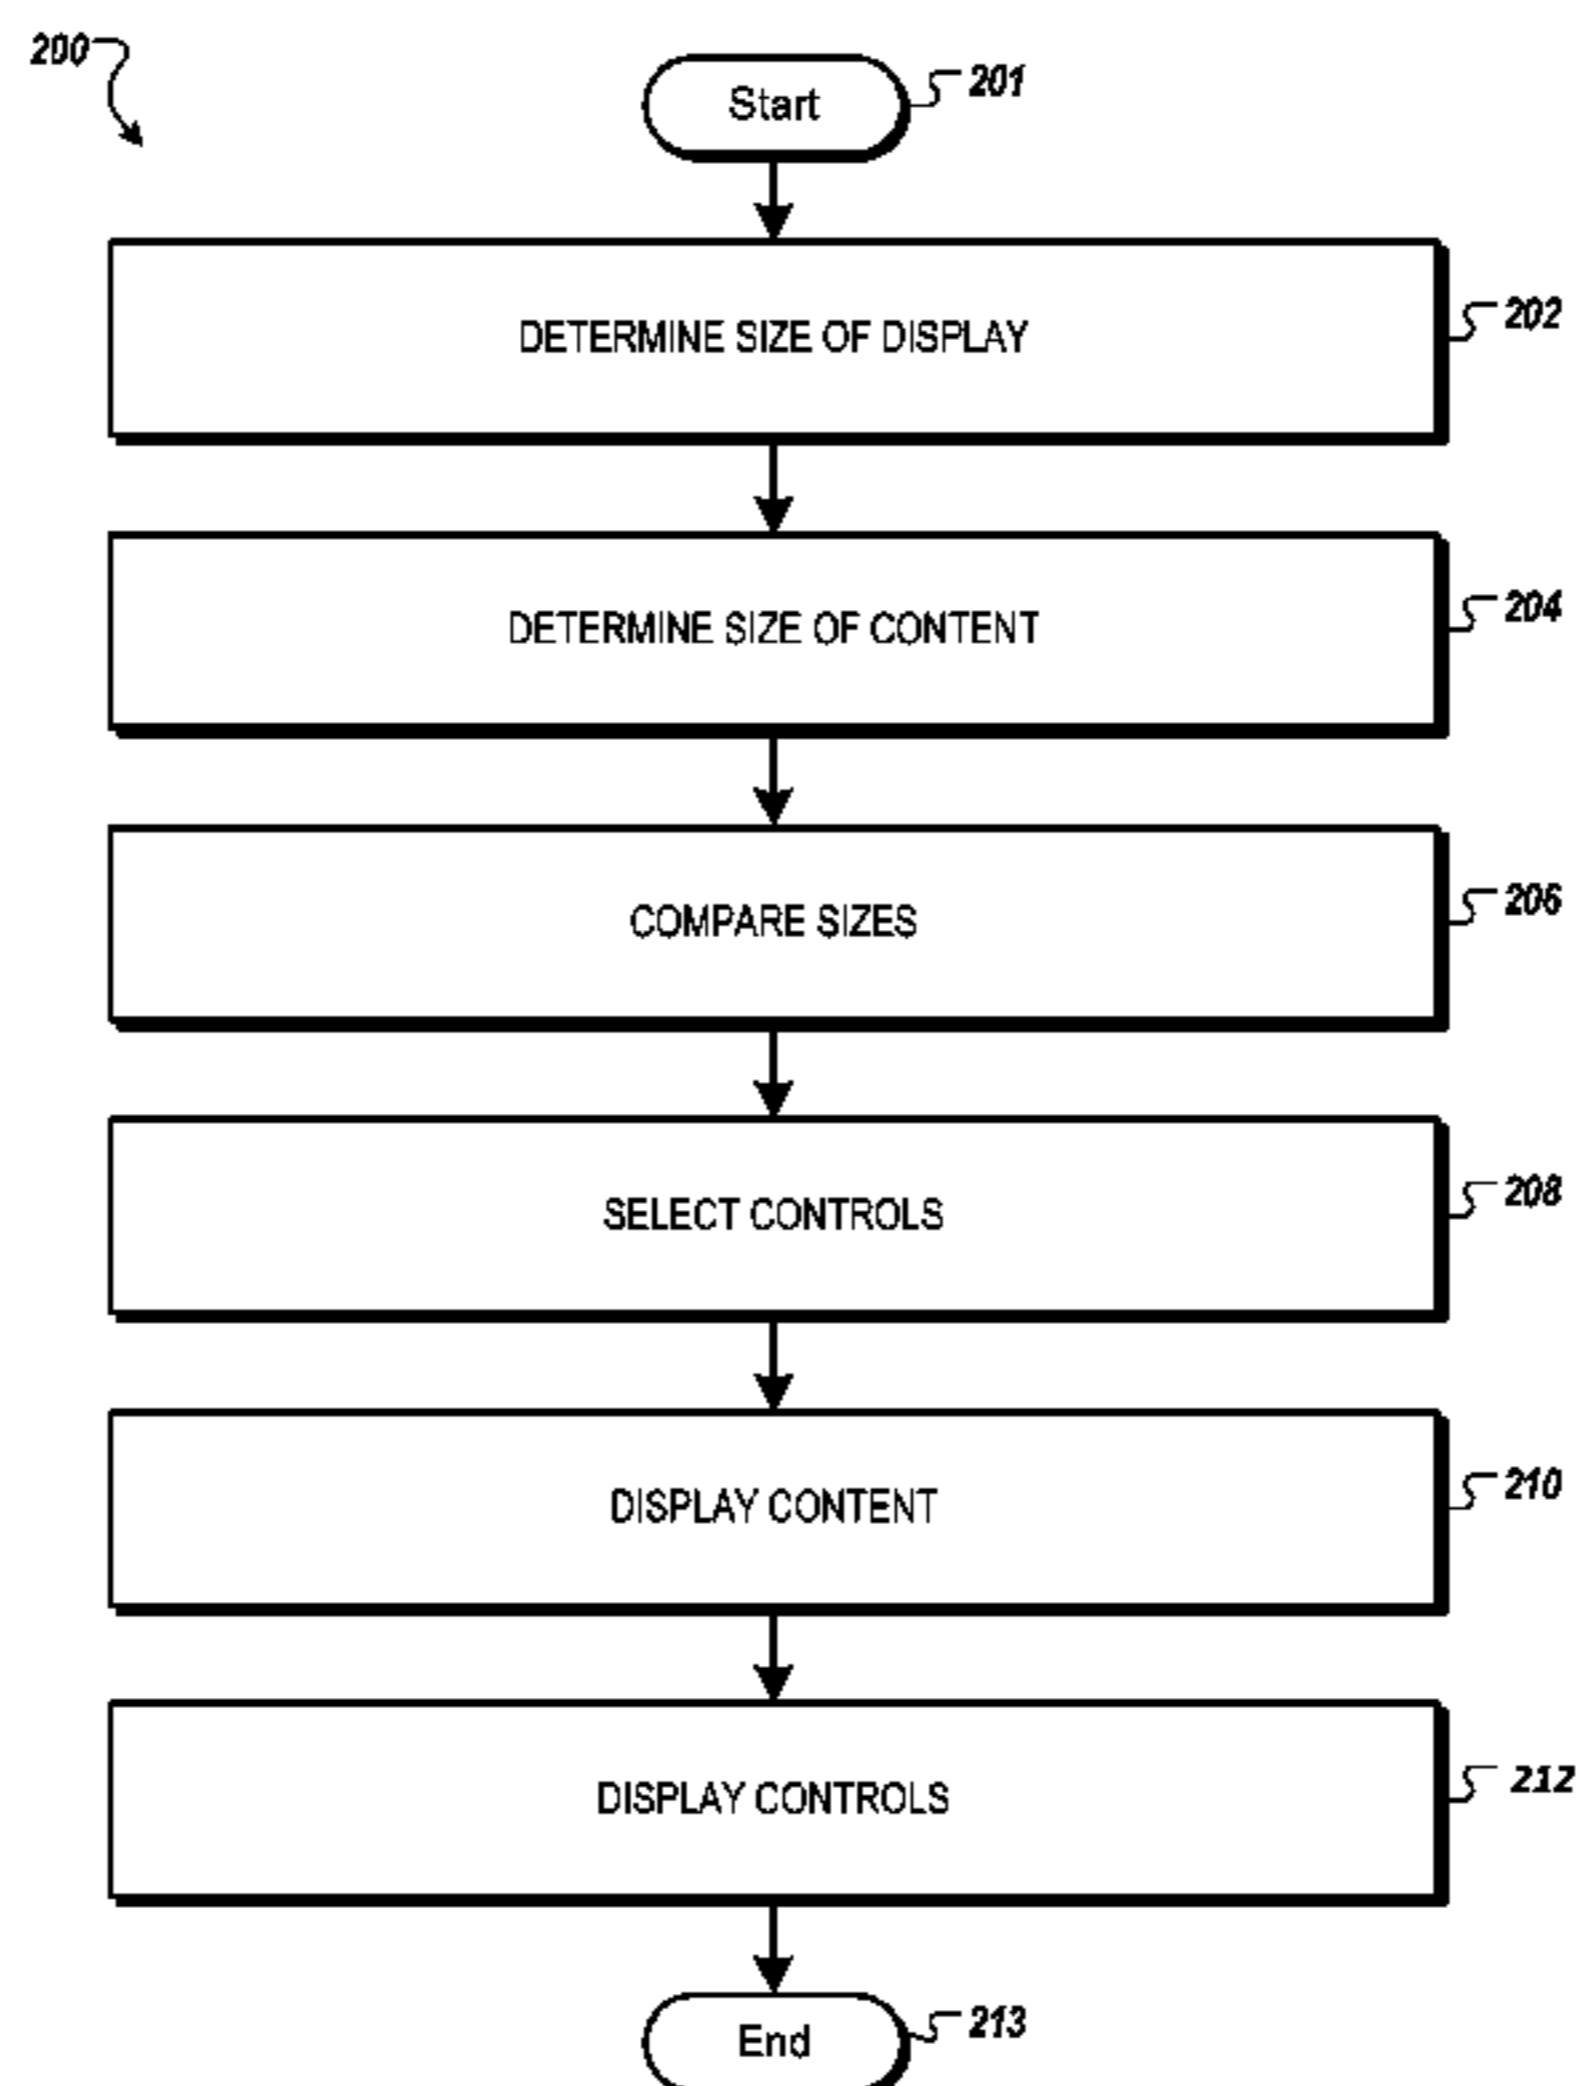 200
Start
201
DETERMINE SIZE OF DISPLAY
202
DETERMINE SIZE OF CONTENT
204
COMPARE SIZES
206
SELECT CONTROLS
208
DISPLAY CONTENT
210
DISPLAY CONTROLS
212
End
213